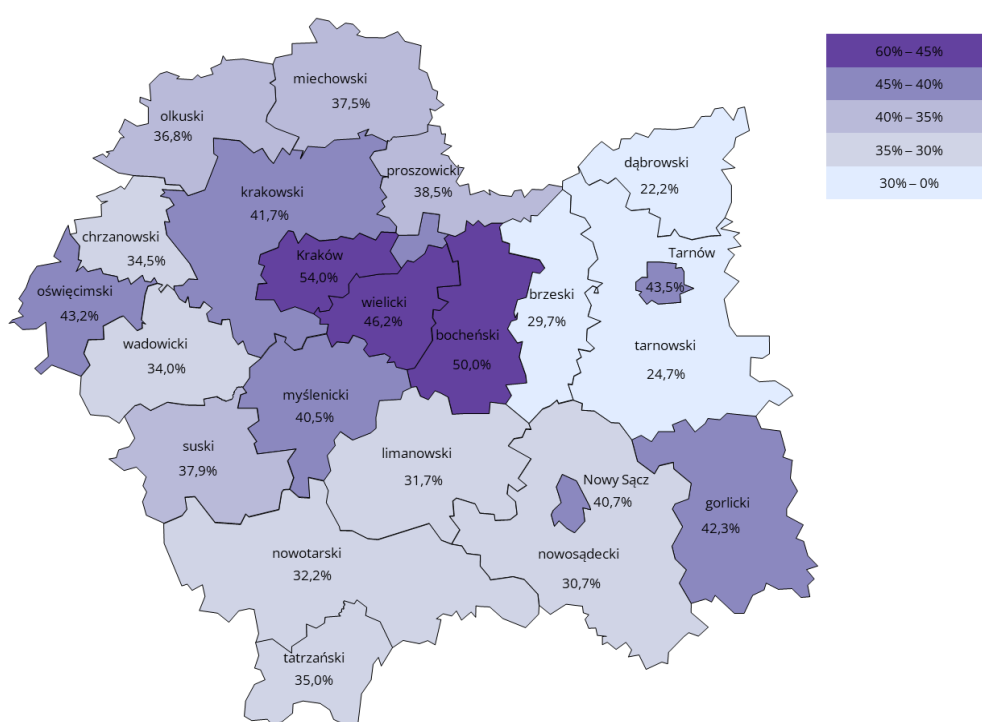 60% – 45%
45% – 40%
40% – 35%
35% – 30%
30% – 0%
miechowski
37,5%
olkuski
36,8%
dąbrowski
22,2%
proszowicki
38,5%
krakowski
41,7%
chrzanowski
34,5%
Kraków
54,0%
Tarnów
43,5%
oświęcimski
43,2%
wielicki
46,2%
brzeski
29,7%
bocheński
50,0%
wadowicki
34,0%
tarnowski
24,7%
myślenicki
40,5%
suski
37,9%
limanowski
31,7%
Nowy Sącz
40,7%
gorlicki
42,3%
nowotarski
32,2%
nowosądecki
30,7%
tatrzański
35,0%